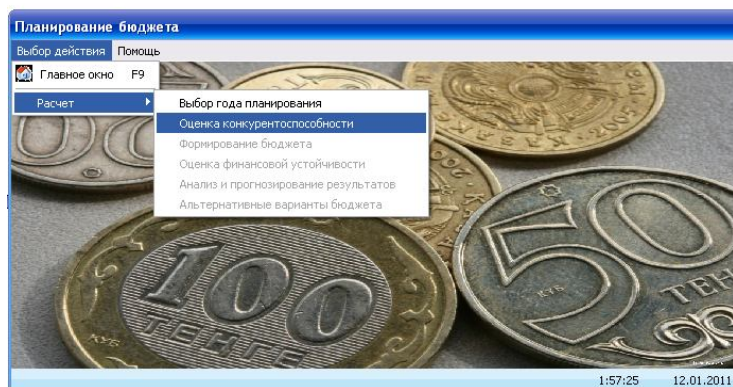 Планирование бюджета
Выбор действия Помощь
Главное окно F9
Расчет
Выбор года планирования
Оценка конкурентоспособности
Формирование бюджета
Оценка финансовой устойчивости
Анализ и прогнозирование результатов
Альтернативные варианты бюджета
100
ТЕНГЕ
50
ТЕНГ
1:57:25 12.01.2011